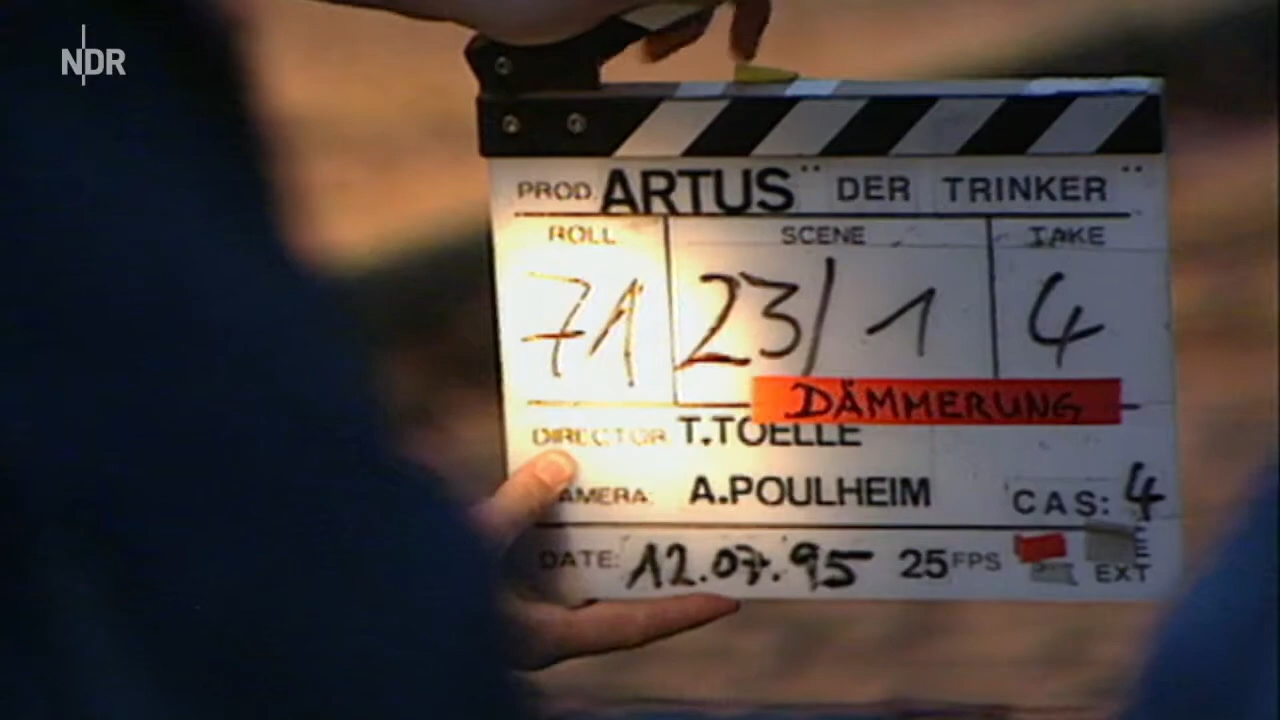 NDR
PROD. ARTUS "DER TRINKER"
ROLL SCENE TAKE
71 23/1 4
DÄMMERUNG
DIRECTOR T.TOELLE
CAMERA: A.POULHEIM CAS: 4
DATE: 12.07.95 25 FPS EXT